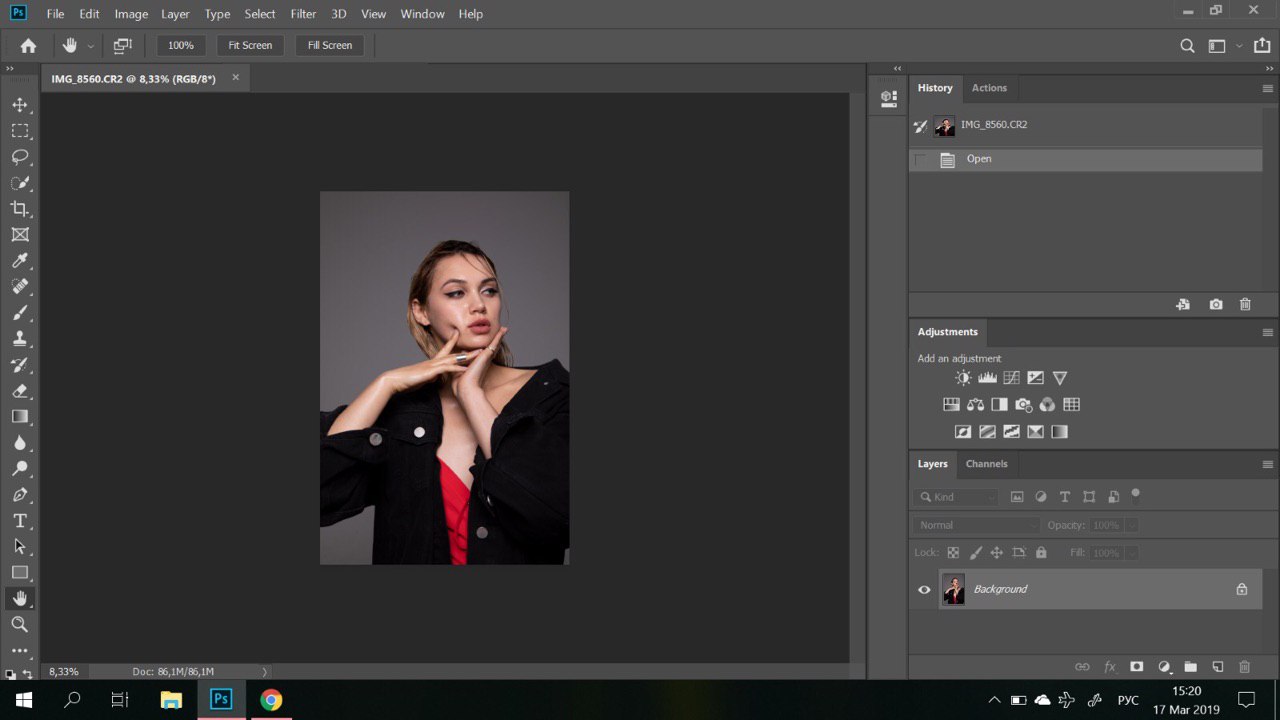 Ps File Edit Image Layer Type Select Filter 3D View Window Help
100% Fit Screen Fill Screen
IMG_8560.CR2 @ 8,33% (RGB/8*)
History Actions
IMG_8560.CR2
Open
Adjustments
Add an adjustment
Layers Channels
Kind
Normal Opacity: 100%
Lock: Fill: 100%
Background
fx
8,33% Doc: 86,1M/86,1M
Ps
РУС
15:20
17 Mar 2019